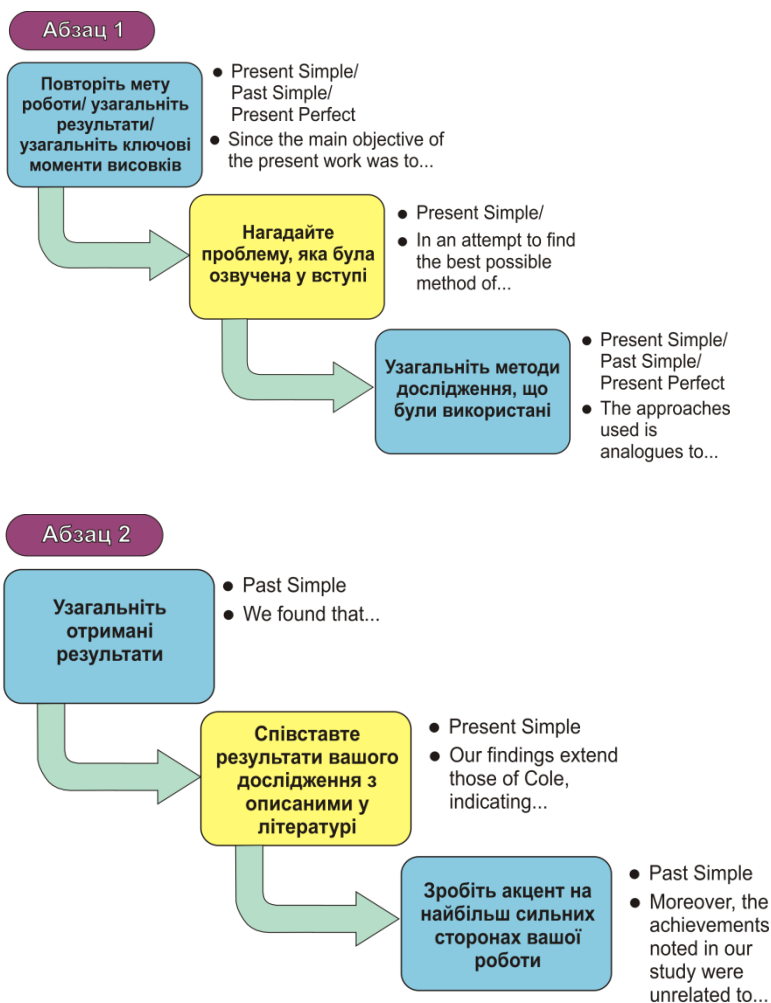 Абзац 1
Повторіть мету
роботи/ узагальніть
результати/
узагальніть ключові
моменти висовків
● Present Simple/
Past Simple/
Present Perfect
● Since the main objective of
the present work was to...
Нагадайте
проблему, яка була
озвучена у вступі
● Present Simple/
● In an attempt to find
the best possible
method of...
Узагальніть методи
дослідження, що
були використані
● Present Simple/
Past Simple/
Present Perfect
● The approaches
used is
analogues to...
Абзац 2
Узагальніть
отримані
результати
● Past Simple
● We found that...
Співставте
результати вашого
дослідження з
описаними у
літературі
● Present Simple
● Our findings extend
those of Cole,
indicating...
Зробіть акцент на
найбільш сильних
сторонах вашої
роботи
● Past Simple
● Moreover, the
achievements
noted in our
study were
unrelated to...